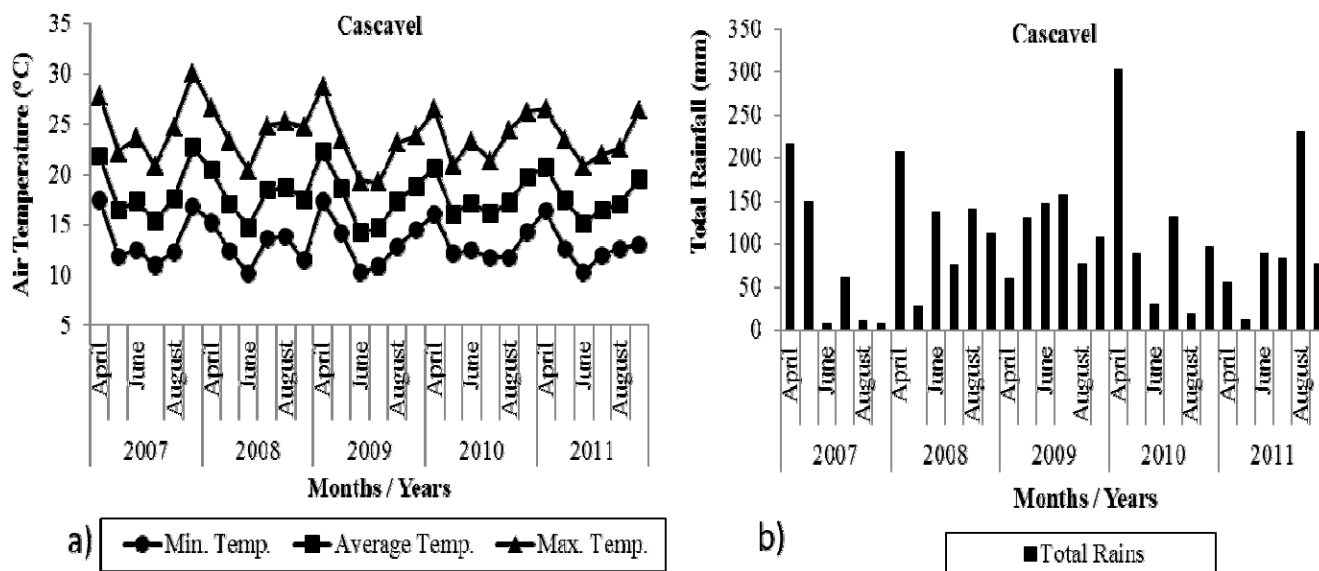 Cascavel
Air Temperature (°C)
35
30
25
20
15
10
5
April
June
August
April
June
August
April
June
August
April
June
August
April
June
August
2007
2008
2009
2010
2011
Months / Years
a)
Min. Temp.
Average Temp.
Max. Temp.
Cascavel
Total Rainfall (mm)
350
300
250
200
150
100
50
0
April
June
August
April
June
August
April
June
August
April
June
August
April
June
August
2007
2008
2009
2010
2011
Months / Years
b)
Total Rains